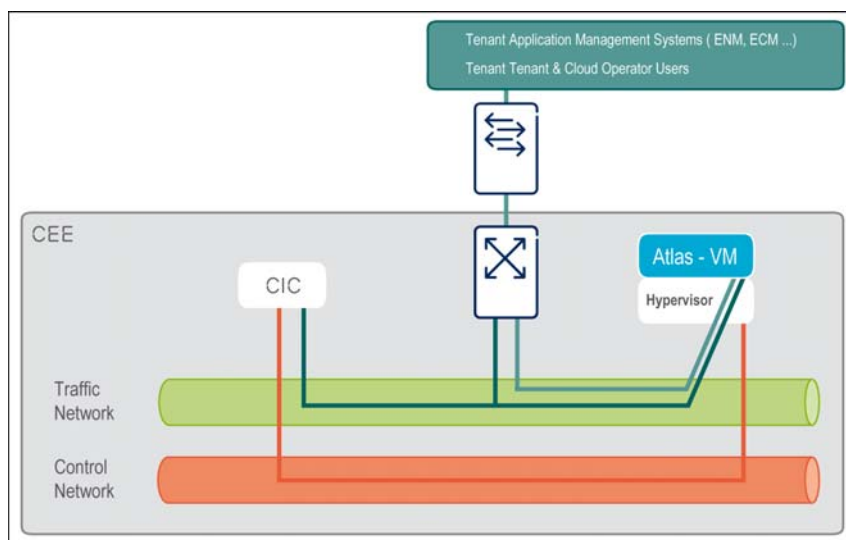 Tenant Application Management Systems ( ENM, ECM ...)
Tenant Tenant & Cloud Operator Users
CEE
CIC
Atlas - VM
Hypervisor
Traffic
Network
Control
Network